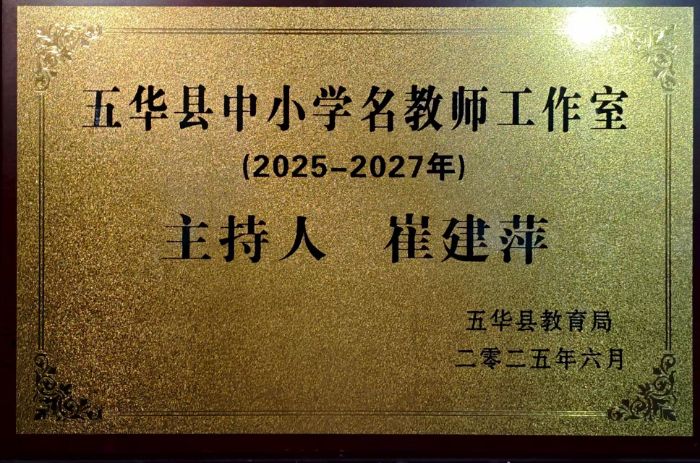 五华县中小学名教师工作室
(2025-2027年)
主持人 崔建萍
五华县教育局
二零二五年六月